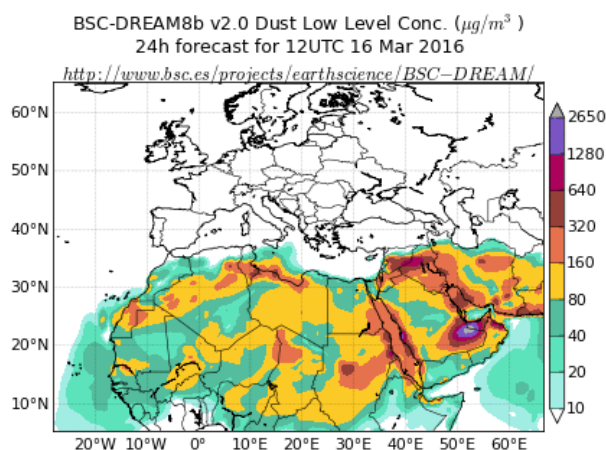 BSC-DREAM8b v2.0 Dust Low Level Conc. (μg/m³ )
24h forecast for 12UTC 16 Mar 2016
http://www.bsc.es/projects/earthscience/BSC−DREAM/
60°N
50°N
40°N
30°N
20°N
10°N
20°W 10°W 0° 10°E 20°E 30°E 40°E 50°E 60°E
2650
1280
640
320
160
80
40
20
10